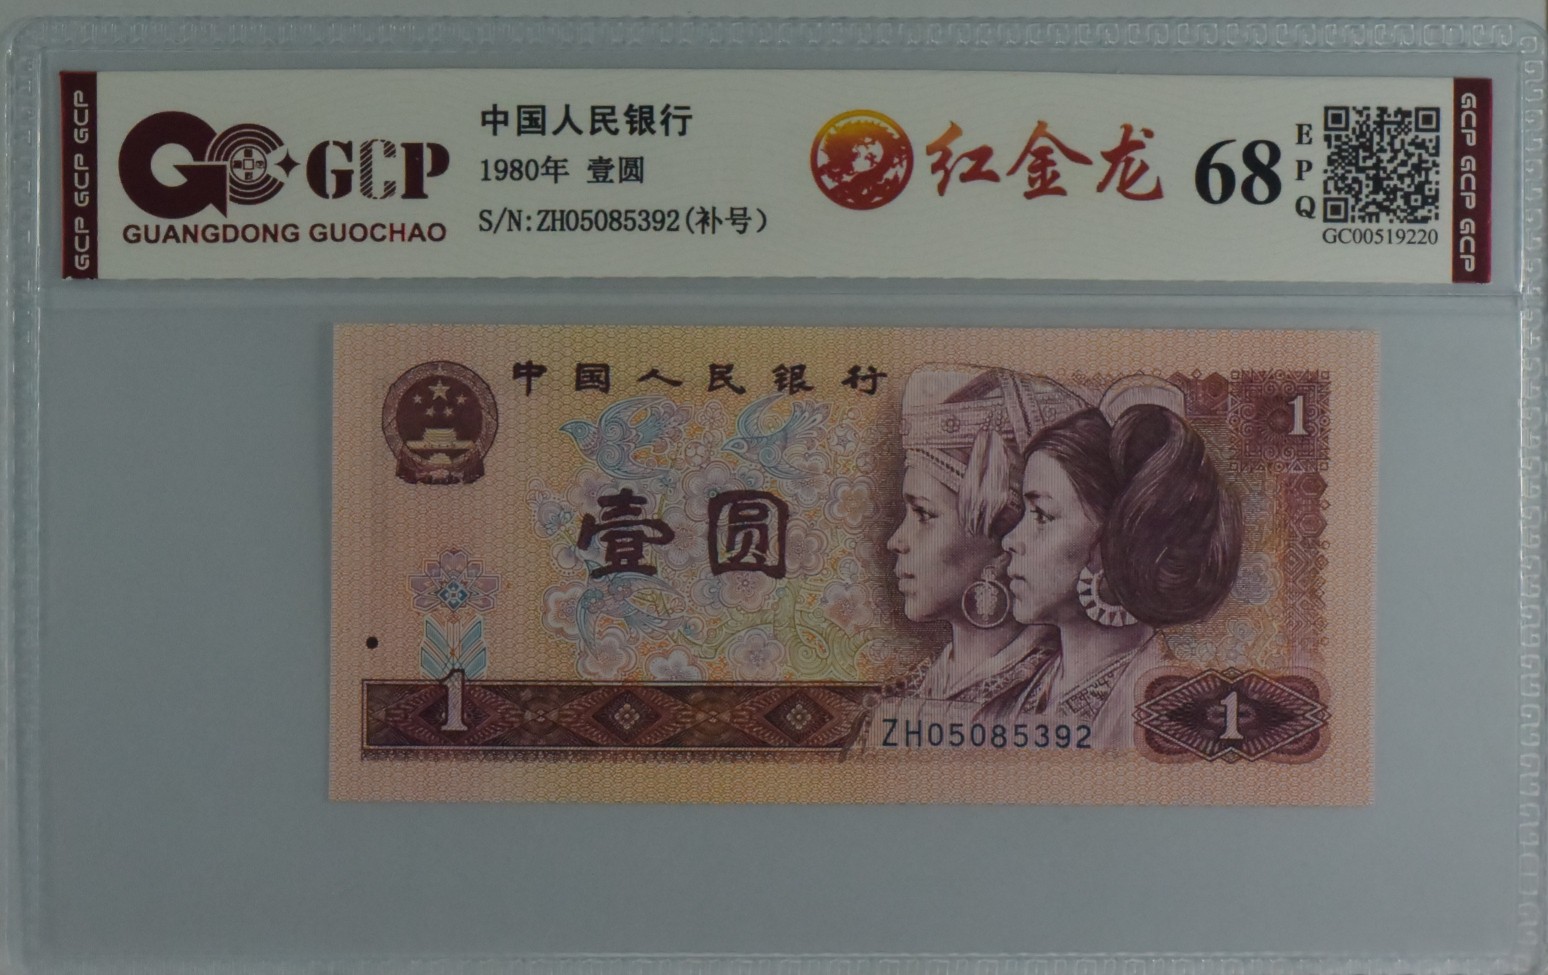 GCP GCP GCP
GCP
GUANGDONG GUOCHAO
中国人民银行
1980年 壹圆
S/N:ZH05085392(补号)
红金龙
68
E
P
Q
GC00519220
GCP GCP GCP
中国人民银行
1
壹圆
1
ZH05085392
1